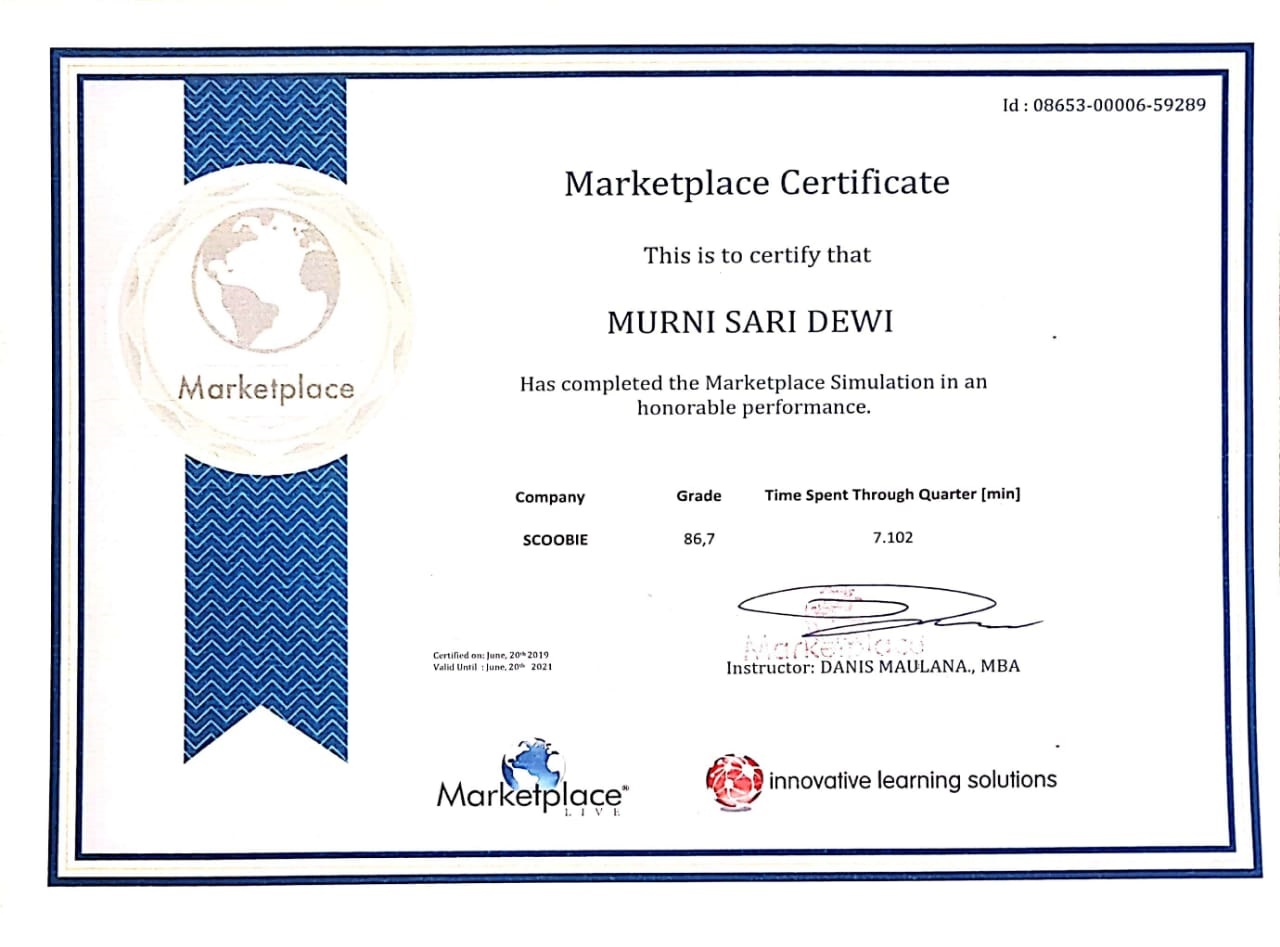 Id : 08653-00006-59289
Marketplace Certificate
This is to certify that
MURNI SARI DEWI
Marketplace
Has completed the Marketplace Simulation in an
honorable performance.
Company Grade Time Spent Through Quarter [min]
SCOOBIE 86,7 7.102
Certified on: June, 20th 2019
Valid Until : June, 20th 2021
Marketplace
Instructor: DANIS MAULANA., MBA
Marketplace®
LIVE
innovative learning solutions